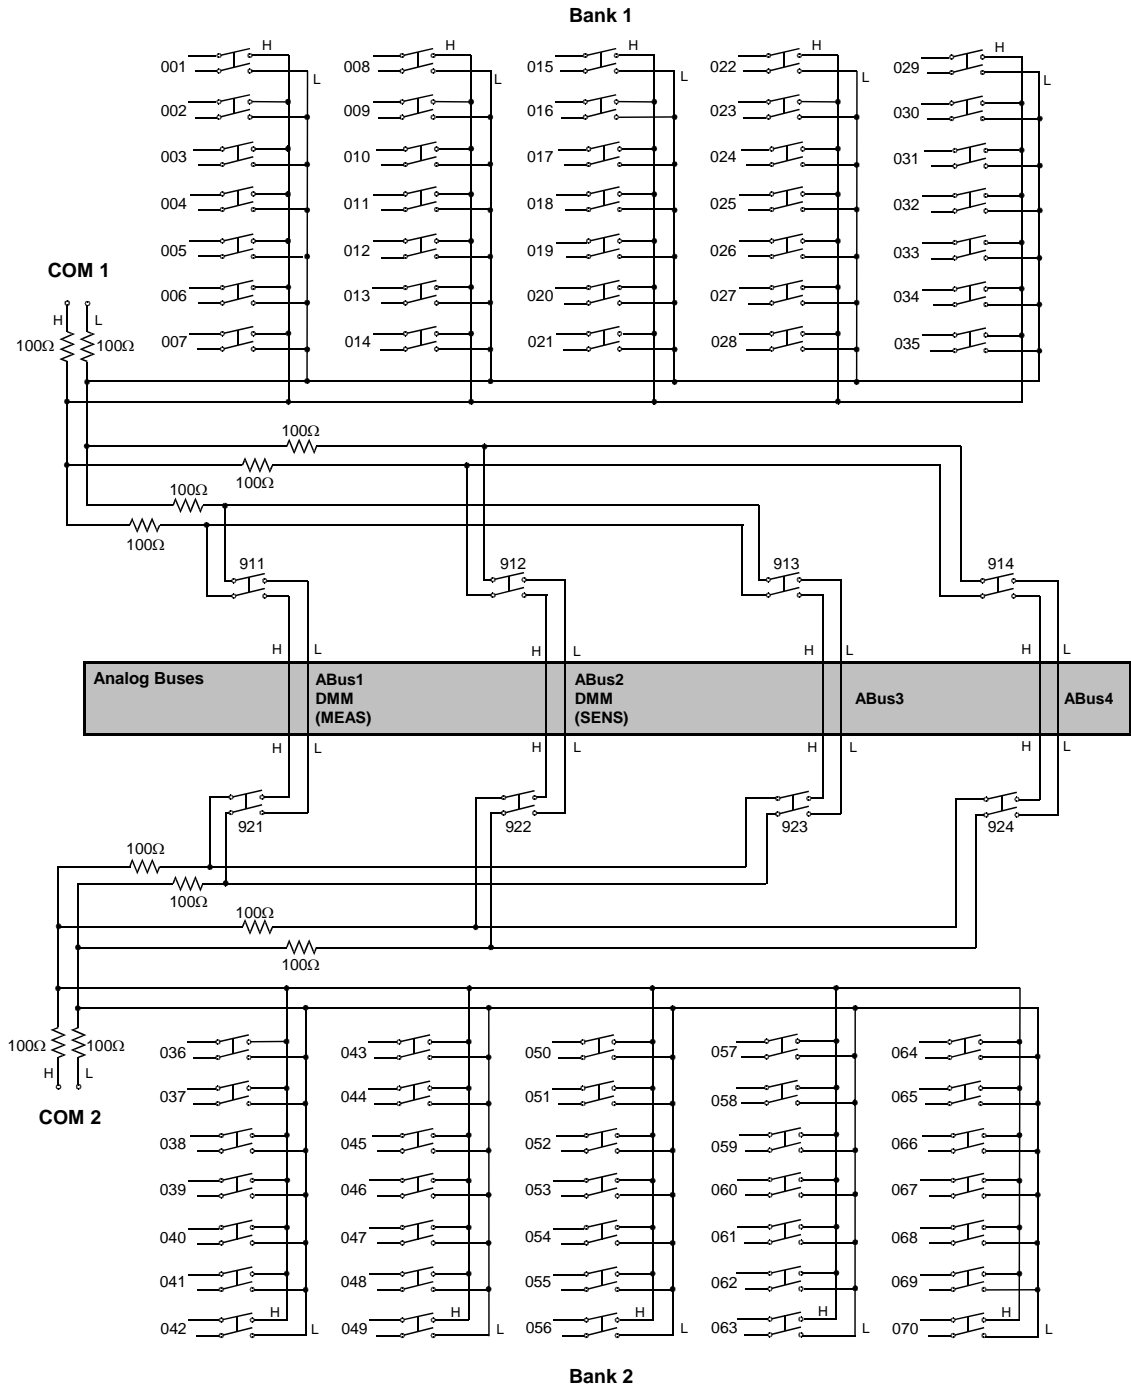 Bank 1
H H H H H
001 008 015 022 029
L L L L L
002 009 016 023 030
003 010 017 024 031
004 011 018 025 032
005 012 019 026 033
COM 1
006 013 020 027 034
H L
100Ω 100Ω 007 014 021 028 035
100Ω
100Ω
100Ω
100Ω
911 912 913 914
H L H L H L H L
Analog Buses ABus1 ABus2 ABus3 ABus4
DMM DMM
(MEAS) (SENS)
H L H L H L H L
921 922 923 924
100Ω
100Ω
100Ω
100Ω
100Ω 100Ω 036 043 050 057 064
H L
COM 2
037 044 051 058 065
038 045 052 059 066
039 046 053 060 067
040 047 054 061 068
041 048 055 062 069
H H H H H
042 049 056 063 070
L L L L L
Bank 2